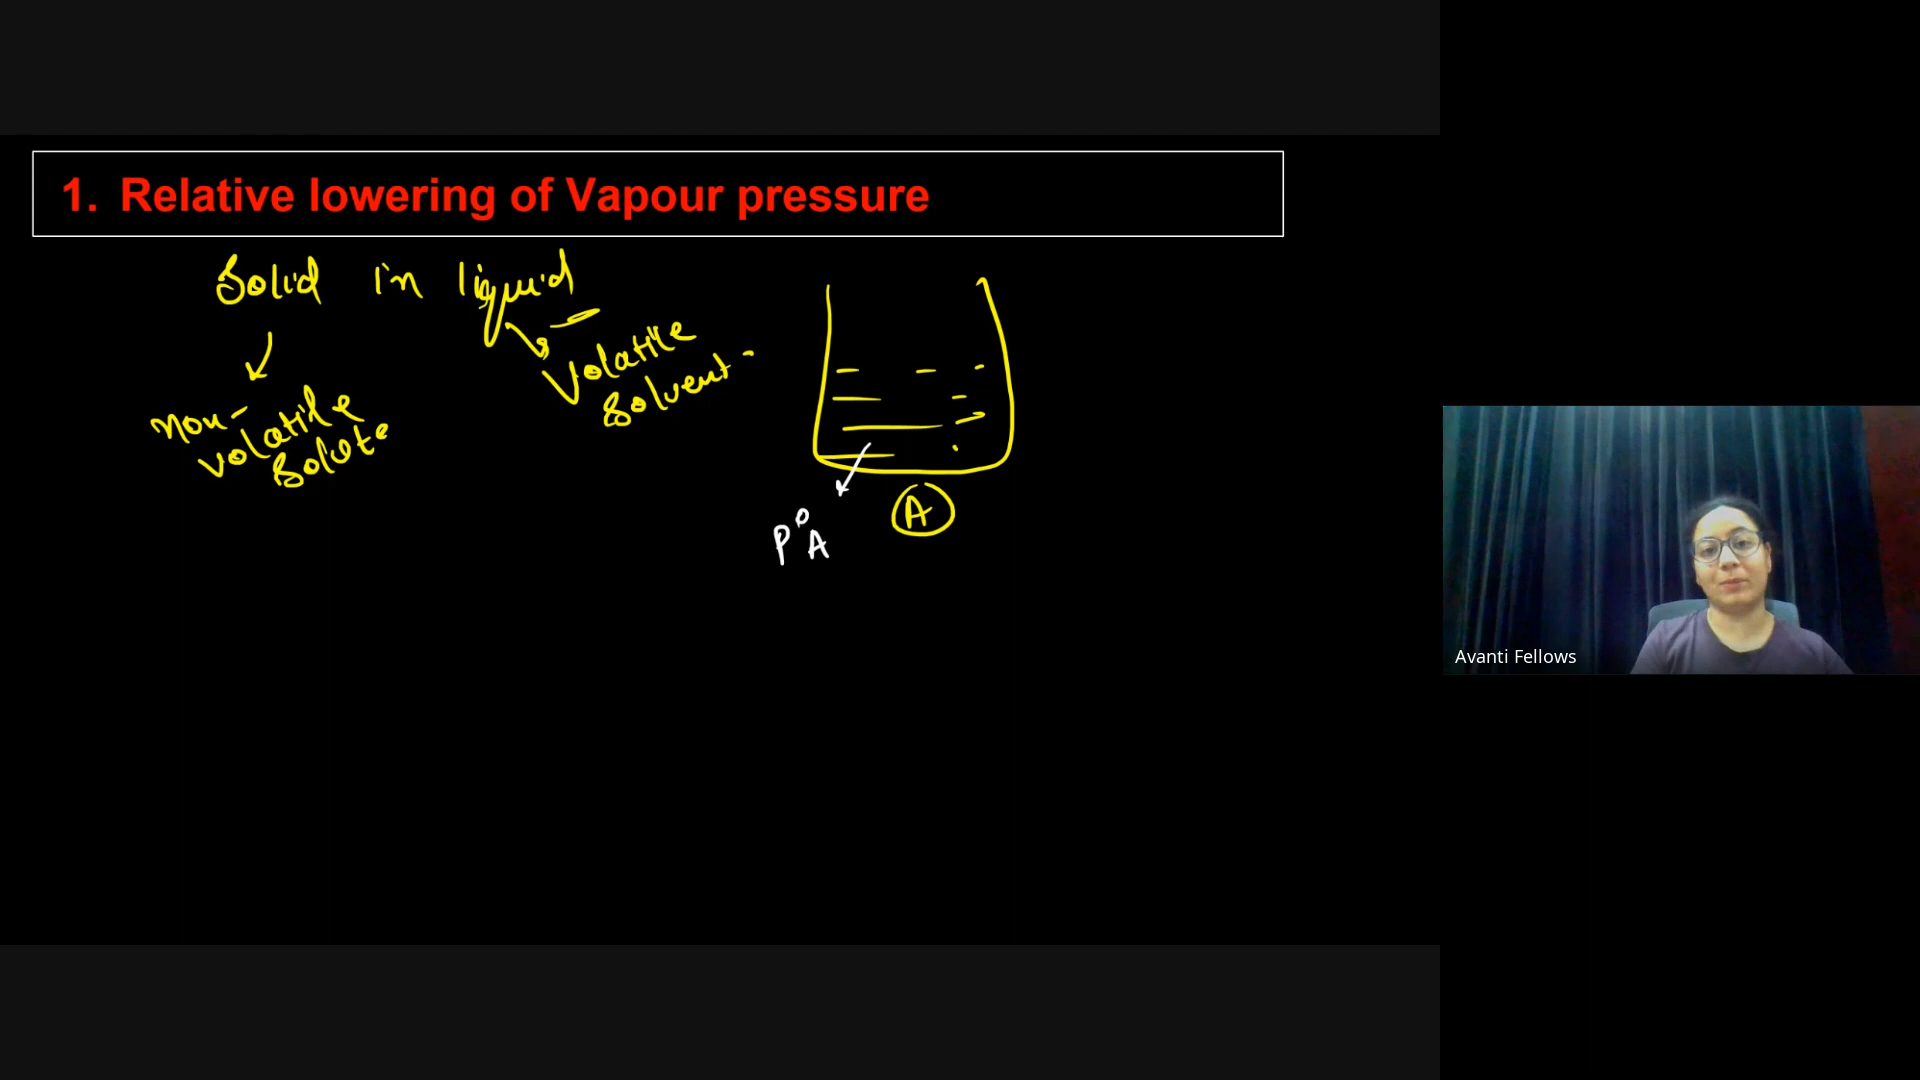 1. Relative lowering of Vapour pressure
Solid in liquid
Volatile
Solvent
non-
volatile
solute
A
P°A
Avanti Fellows